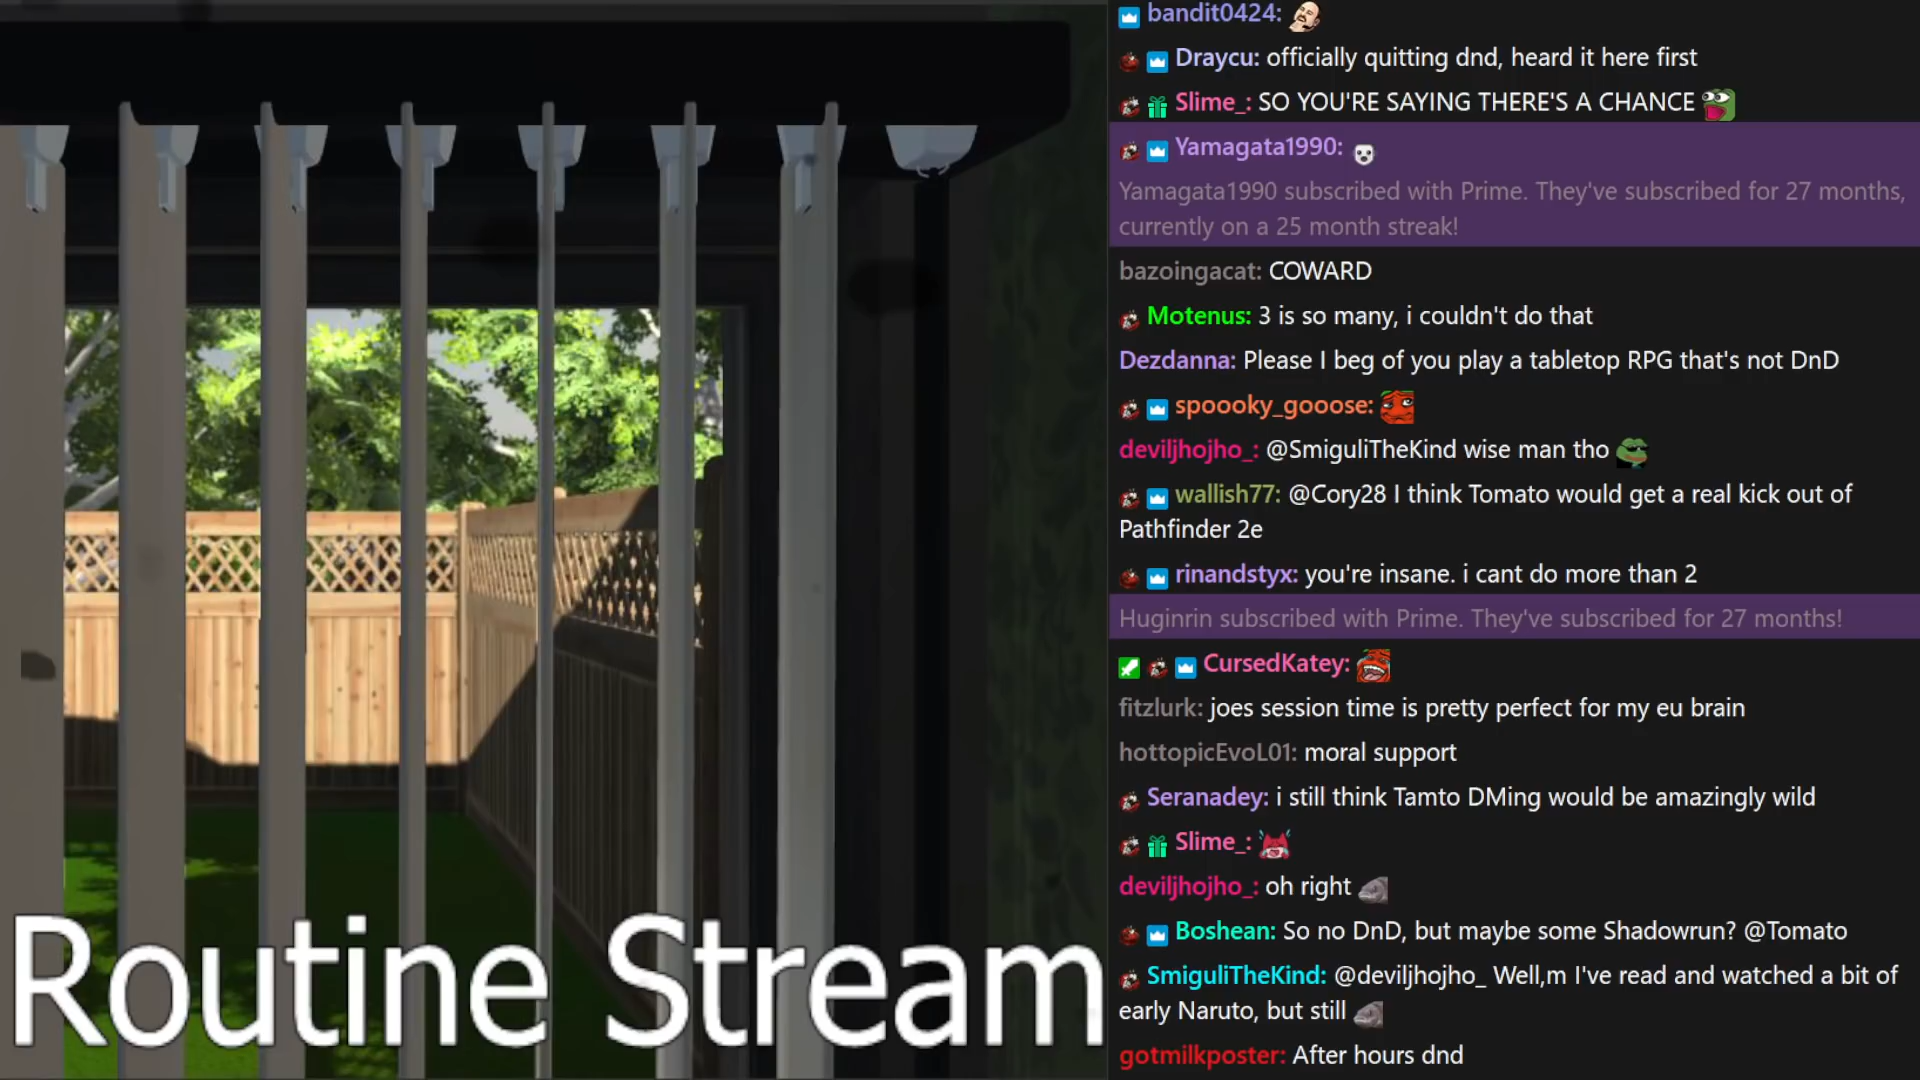 bandit0424:
Draycu: officially quitting dnd, heard it here first
Slime_: SO YOU'RE SAYING THERE'S A CHANCE
Yamagata1990:
Yamagata1990 subscribed with Prime. They've subscribed for 27 months,
currently on a 25 month streak!
bazoingacat: COWARD
Motenus: 3 is so many, i couldn't do that
Dezdanna: Please I beg of you play a tabletop RPG that's not DnD
spoooky_gooose:
deviljhojho_: @SmiguliTheKind wise man tho
wallish77: @Cory28 I think Tomato would get a real kick out of
Pathfinder 2e
rinandstyx: you're insane. i cant do more than 2
Huginrin subscribed with Prime. They've subscribed for 27 months!
CursedKatey:
fitzlurk: joes session time is pretty perfect for my eu brain
hottopicEvoL01: moral support
Seranadey: i still think Tamto DMing would be amazingly wild
Slime_:
deviljhojho_: oh right
Boshean: So no DnD, but maybe some Shadowrun? @Tomato
SmiguliTheKind: @deviljhojho_ Well,m I've read and watched a bit of
early Naruto, but still
gotmilkposter: After hours dnd
Routine Stream